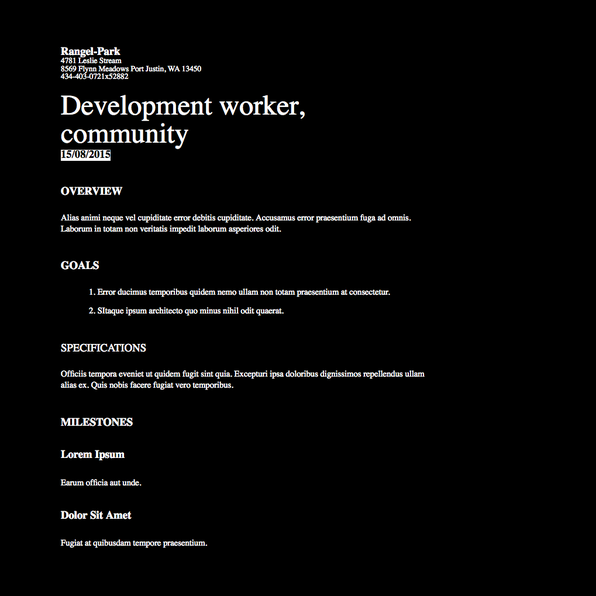 Rangel-Park
4781 Leslie Stream
8569 Flynn Meadows Port Justin, WA 13450
434-403-0721x52882
Development worker,
community
15/08/2015
OVERVIEW
Alias animi neque vel cupiditate error debitis cupiditate. Accusamus error praesentium fuga ad omnis.
Laborum in totam non veritatis impedit laborum asperiores odit.
GOALS
1. Error ducimus temporibus quidem nemo ullam non totam praesentium at consectetur.
2. SItaque ipsum architecto quo minus nihil odit quaerat.
SPECIFICATIONS
Officiis tempora eveniet ut quidem fugit sint quia. Excepturi ipsa doloribus dignissimos repellendus ullam
alias ex. Quis nobis facere fugiat vero temporibus.
MILESTONES
Lorem Ipsum
Earum officia aut unde.
Dolor Sit Amet
Fugiat at quibusdam tempore praesentium.